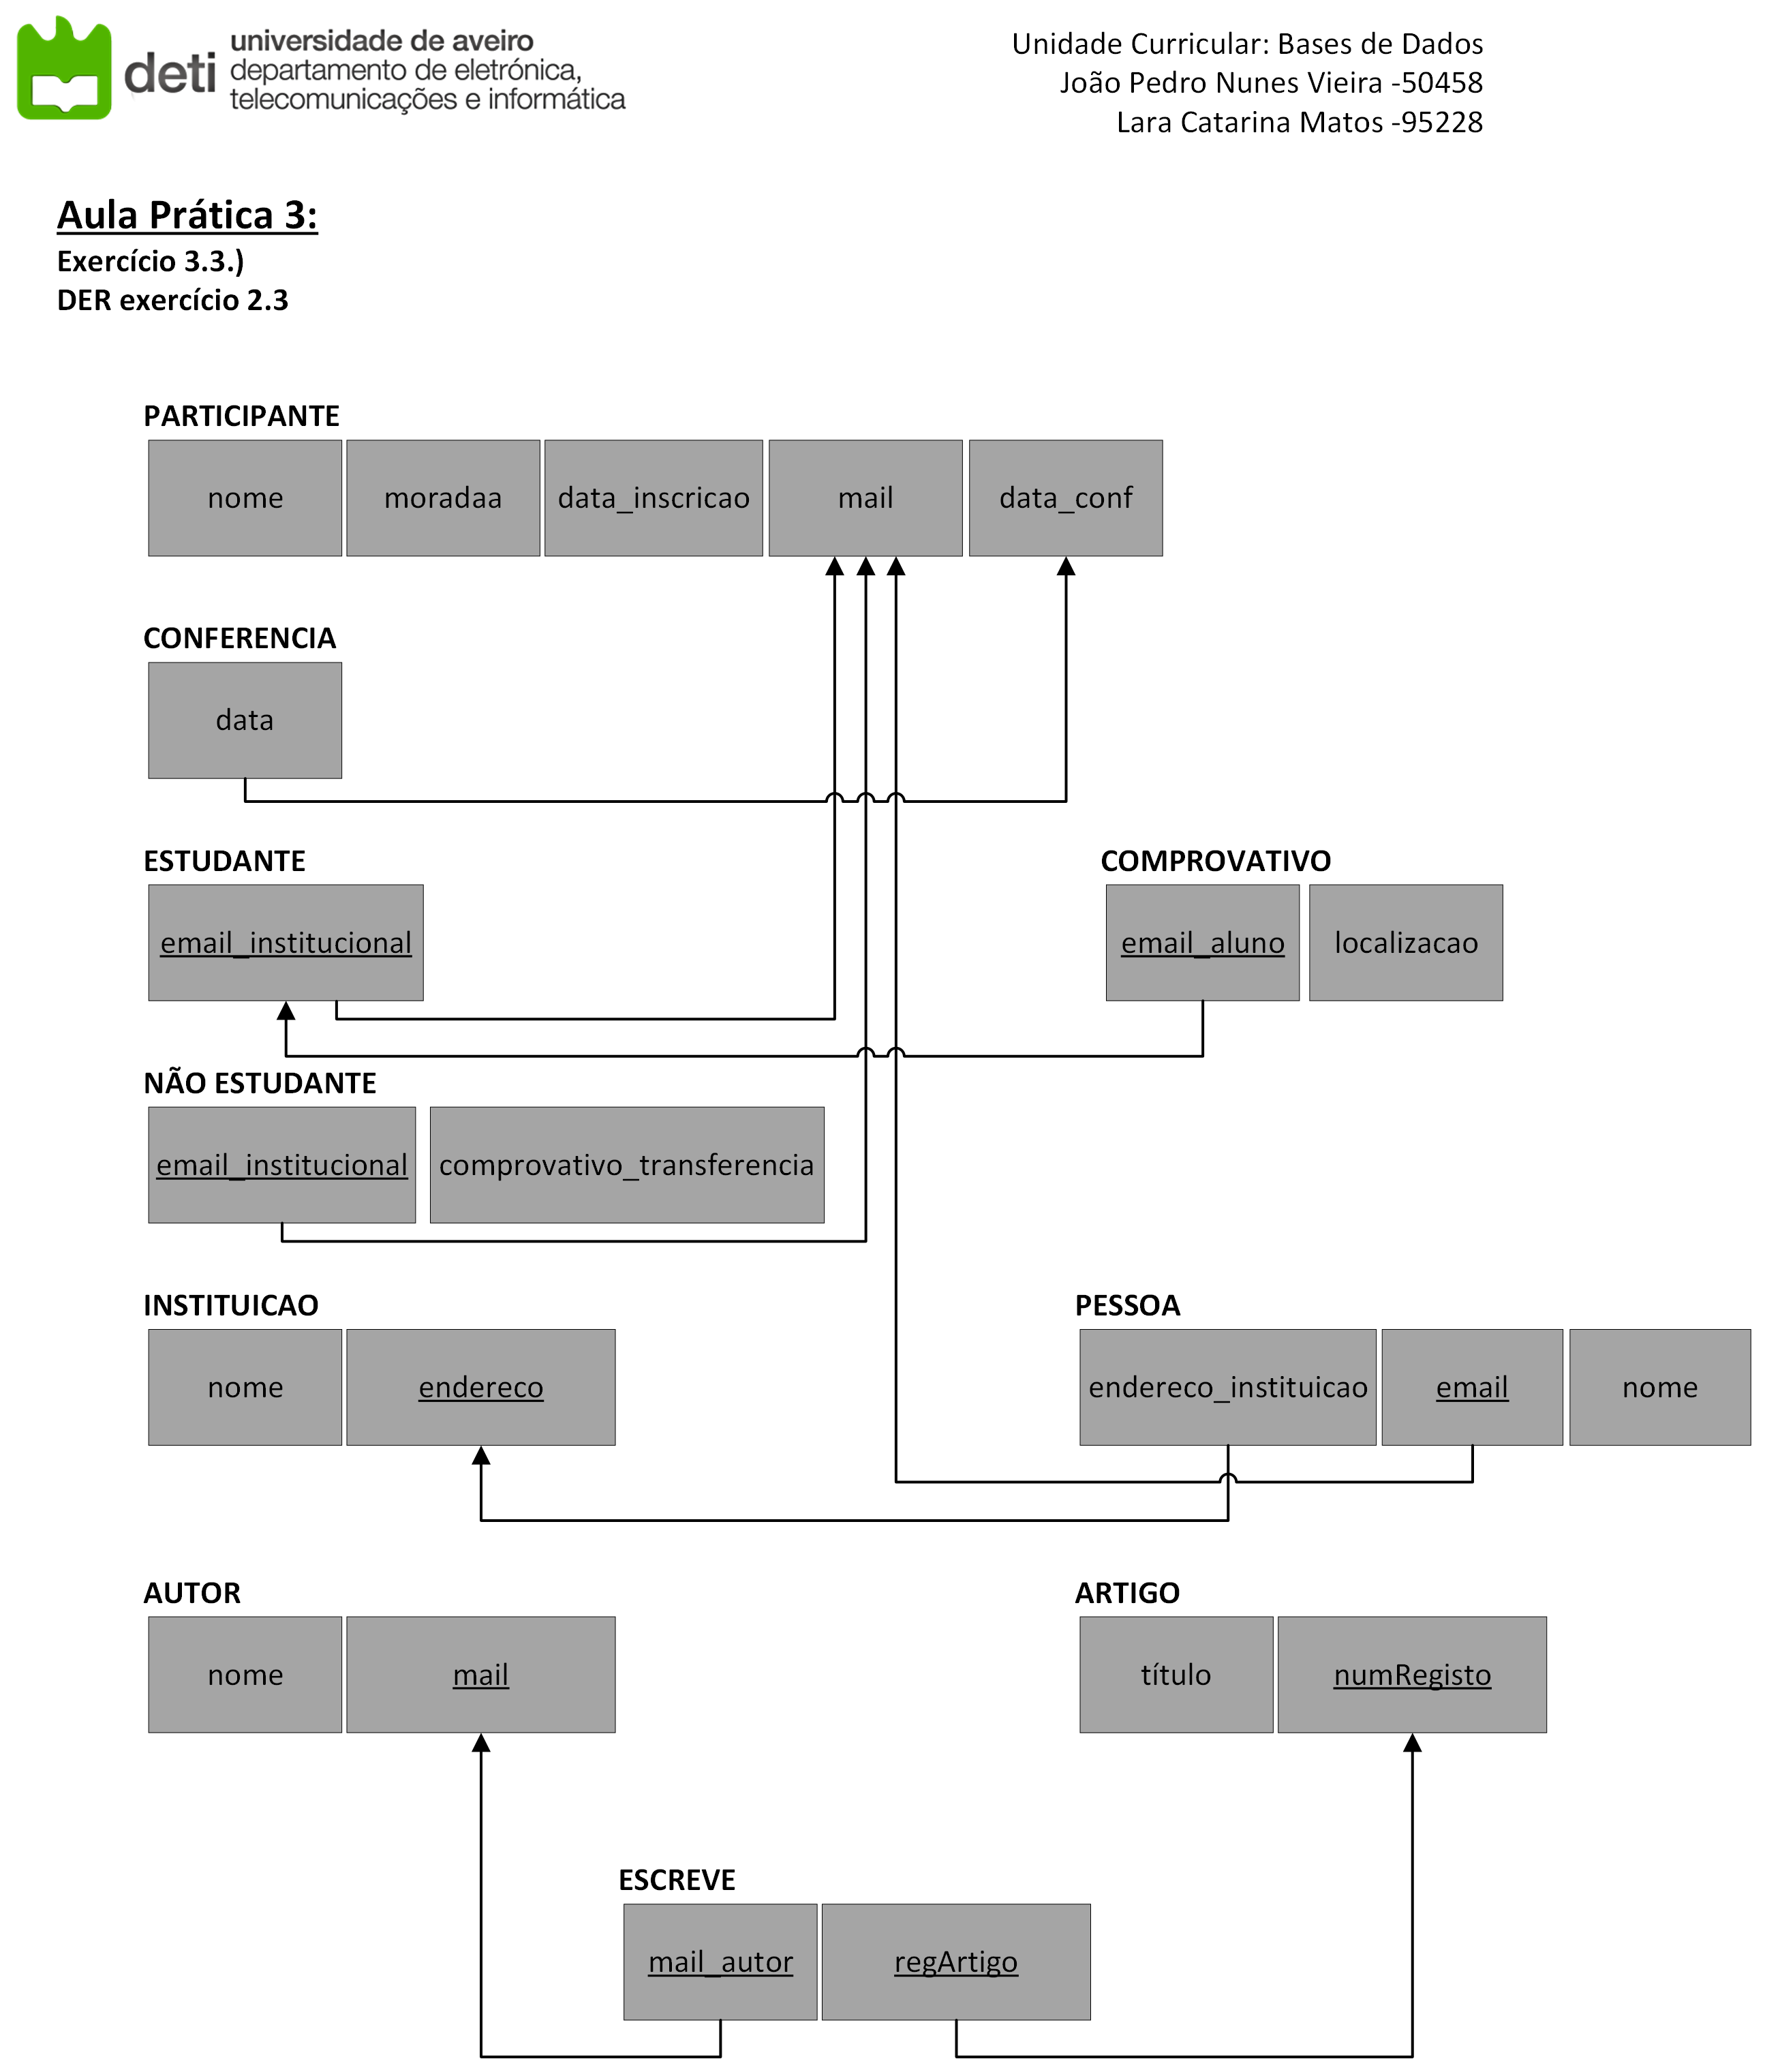 deti
universidade de aveiro
departamento de eletrónica,
telecomunicações e informática
Unidade Curricular: Bases de Dados
João Pedro Nunes Vieira -50458
Lara Catarina Matos -95228
Aula Prática 3:
Exercício 3.3.)
DER exercício 2.3
PARTICIPANTE
nome moradaa data_inscricao mail data_conf
CONFERENCIA
data
ESTUDANTE
email_institucional
COMPROVATIVO
email_aluno localizacao
NÃO ESTUDANTE
email_institucional comprovativo_transferencia
INSTITUICAO
nome endereco
PESSOA
endereco_instituicao email nome
AUTOR
nome mail
ARTIGO
título numRegisto
ESCREVE
mail_autor regArtigo